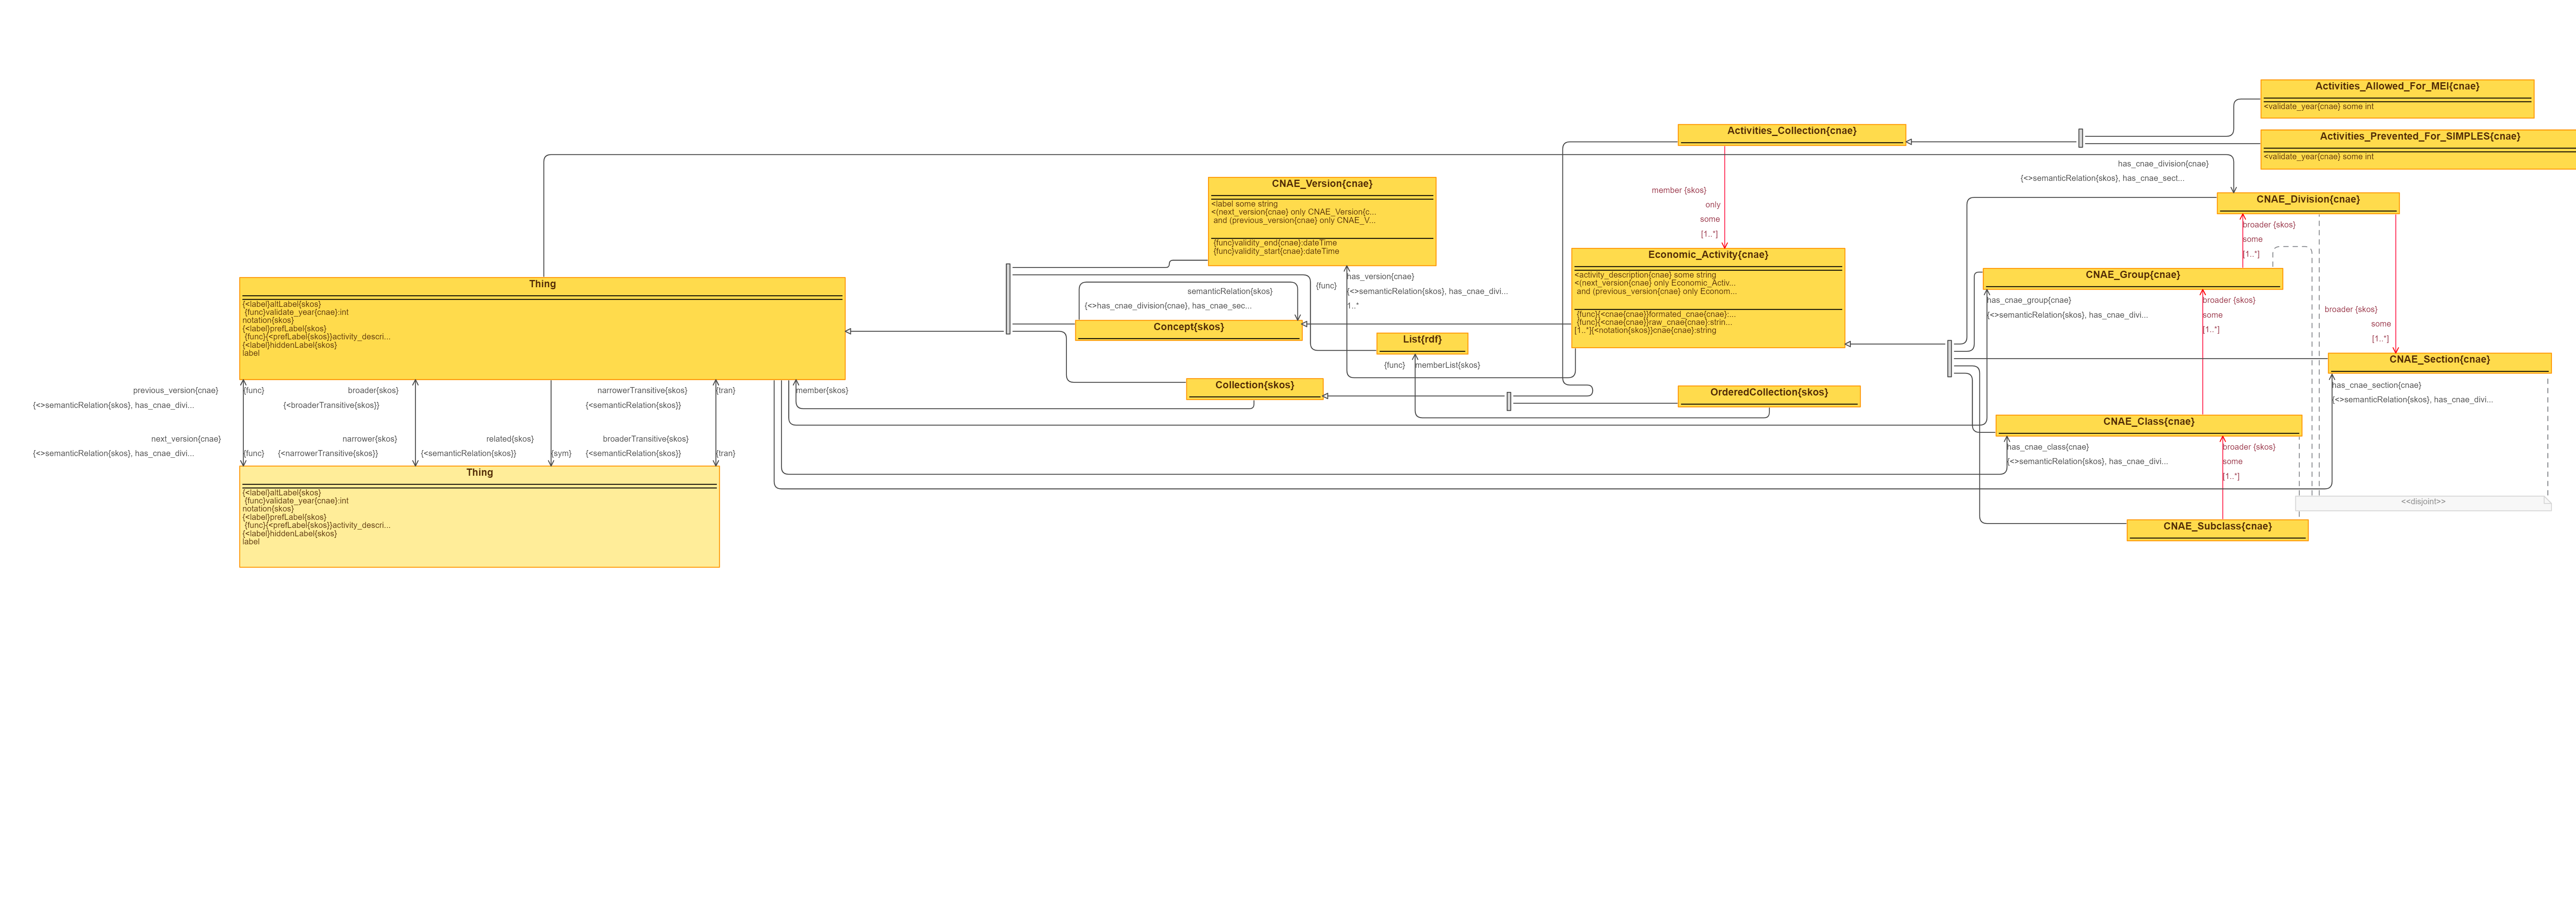 Activities_Allowed_For_MEI{cnae}
<validate_year{cnae} some int
Activities_Prevented_For_SIMPLES{cnae}
<validate_year{cnae} some int
Activities_Collection{cnae}
has_cnae_division{cnae}
{<>semanticRelation{skos}, has_cnae_sect...
member {skos}
only
some
[1..*]
CNAE_Version{cnae}
<label some string
<(next_version{cnae} only CNAE_Version{c...
and (previous_version{cnae} only CNAE_V...
{func}validity_end{cnae}:dateTime
{func}validity_start{cnae}:dateTime
CNAE_Division{cnae}
broader {skos}
some
[1..*]
Economic_Activity{cnae}
<activity_description{cnae} some string
<(next_version{cnae} only Economic_Activ...
and (previous_version{cnae} only Econom...
{func}{<cnae{cnae}}formated_cnae{cnae}:...
{func}{<cnae{cnae}}raw_cnae{cnae}:strin...
[1..*]{<notation{skos}}cnae{cnae}:string
CNAE_Group{cnae}
Thing
{<label}altLabel{skos}
{func}validate_year{cnae}:int
notation{skos}
{<label}prefLabel{skos}
{func}{<prefLabel{skos}}activity_descri...
{<label}hiddenLabel{skos}
label
has_version{cnae}
{func}
{<>semanticRelation{skos}, has_cnae_divi...
1..*
semanticRelation{skos}
{<>has_cnae_division{cnae}, has_cnae_sec...
Concept{skos}
List{rdf}
{func}
memberList{skos}
has_cnae_group{cnae}
{<>semanticRelation{skos}, has_cnae_divi...
broader {skos}
some
[1..*]
broader {skos}
some
[1..*]
CNAE_Section{cnae}
has_cnae_section{cnae}
{<>semanticRelation{skos}, has_cnae_divi...
Collection{skos}
OrderedCollection{skos}
previous_version{cnae}
{func}
{<>semanticRelation{skos}, has_cnae_divi...
broader{skos}
{<broaderTransitive{skos}}
narrowerTransitive{skos}
{tran}
{<semanticRelation{skos}}
member{skos}
next_version{cnae}
{<>semanticRelation{skos}, has_cnae_divi...
{func}
narrower{skos}
{<narrowerTransitive{skos}}
related{skos}
{<semanticRelation{skos}}
{sym}
broaderTransitive{skos}
{<semanticRelation{skos}}
{tran}
CNAE_Class{cnae}
has_cnae_class{cnae}
{<>semanticRelation{skos}, has_cnae_divi...
broader {skos}
some
[1..*]
Thing
{<label}altLabel{skos}
{func}validate_year{cnae}:int
notation{skos}
{<label}prefLabel{skos}
{func}{<prefLabel{skos}}activity_descri...
{<label}hiddenLabel{skos}
label
<<disjoint>>
CNAE_Subclass{cnae}